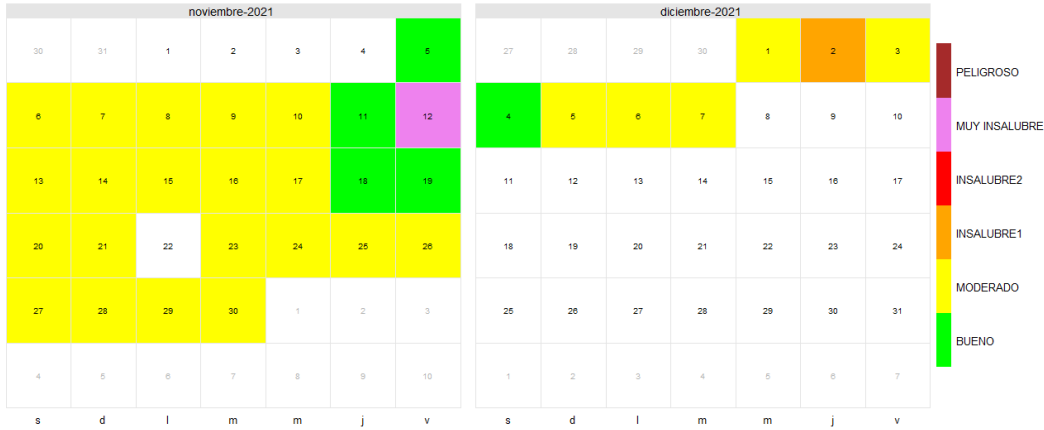 noviembre-2021
30 31 1 2 3 4 5
6 7 8 9 10 11 12
13 14 15 16 17 18 19
20 21 22 23 24 25 26
27 28 29 30 1 2 3
4 5 6 7 8 9 10
s d l m m j v
diciembre-2021
27 28 29 30 1 2 3
4 5 6 7 8 9 10
11 12 13 14 15 16 17
18 19 20 21 22 23 24
25 26 27 28 29 30 31
1 2 3 4 5 6 7
s d l m m j v
PELIGROSO
MUY INSALUBRE
INSALUBRE2
INSALUBRE1
MODERADO
BUENO